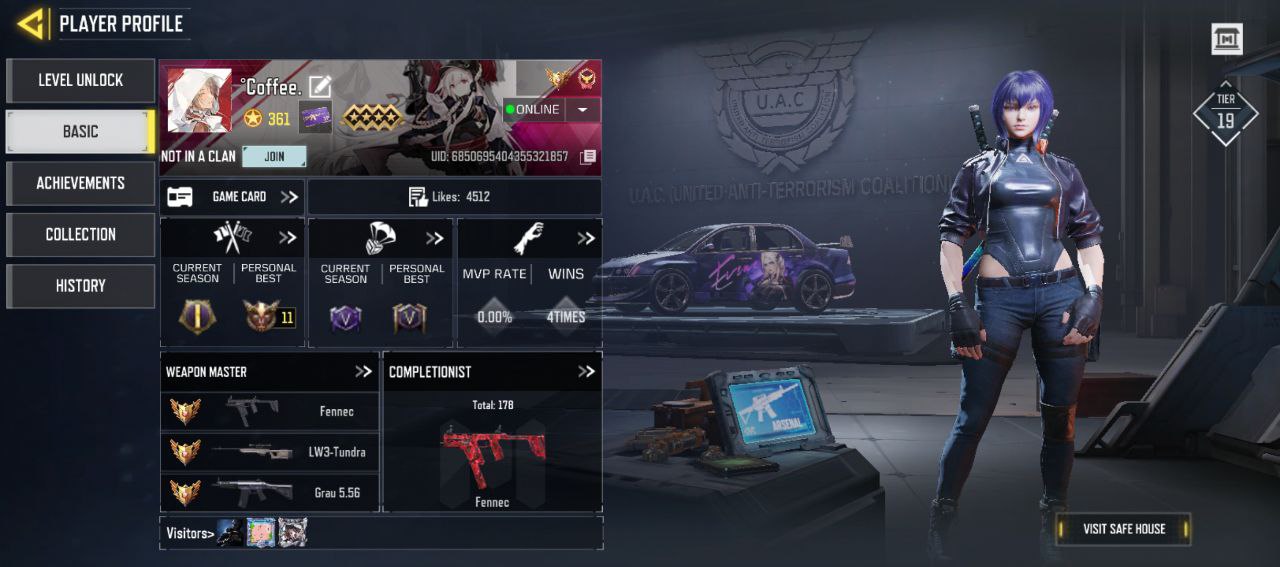 PLAYER PROFILE
LEVEL UNLOCK
BASIC
ACHIEVEMENTS
COLLECTION
HISTORY
°Coffee.
361
ONLINE
NOT IN A CLAN
JOIN
UID: 6850695404355321857
GAME CARD
Likes: 4512
CURRENT SEASON
PERSONAL BEST
11
CURRENT SEASON
PERSONAL BEST
V
V
MVP RATE
WINS
0.00%
4TIMES
WEAPON MASTER
Fennec
LW3-Tundra
Grau 5.56
COMPLETIONIST
Total: 178
Fennec
Visitors>
U.A.C
U.A.C. (UNITED ANTI-TERRORISM COALITION)
ARSENAL
TIER
19
VISIT SAFE HOUSE